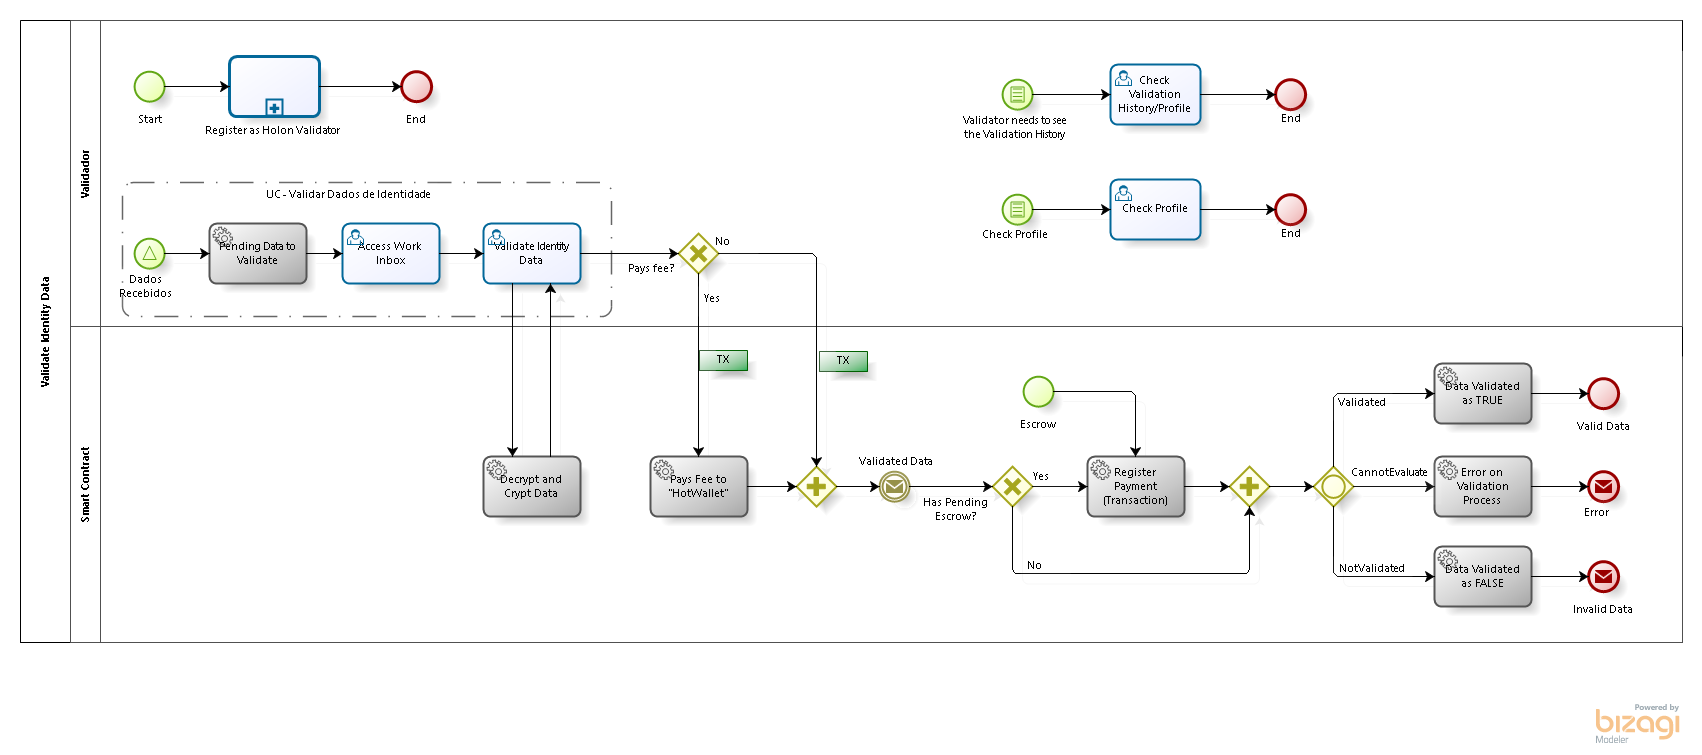 Validate Identity Data
Validador
Start
Register as Holon Validator
End
Validator needs to see
the Validation History
Check
Validation
History/Profile
End
UC - Validar Dados de Identidade
Dados
Recebidos
Pending Data to
Validate
Access Work
Inbox
Validate Identity
Data
Pays fee?
No
Yes
Check Profile
Check Profile
End
Smart Contract
TX
TX
Decrypt and
Crypt Data
Pays Fee to
"HotWallet"
Validated Data
Has Pending
Escrow?
Yes
No
Escrow
Register
Payment
(Transaction)
Validated
CannotEvaluate
NotValidated
Data Validated
as TRUE
Valid Data
Error on
Validation
Process
Error
Data Validated
as FALSE
Invalid Data
Powered by
bizagi
Modeler